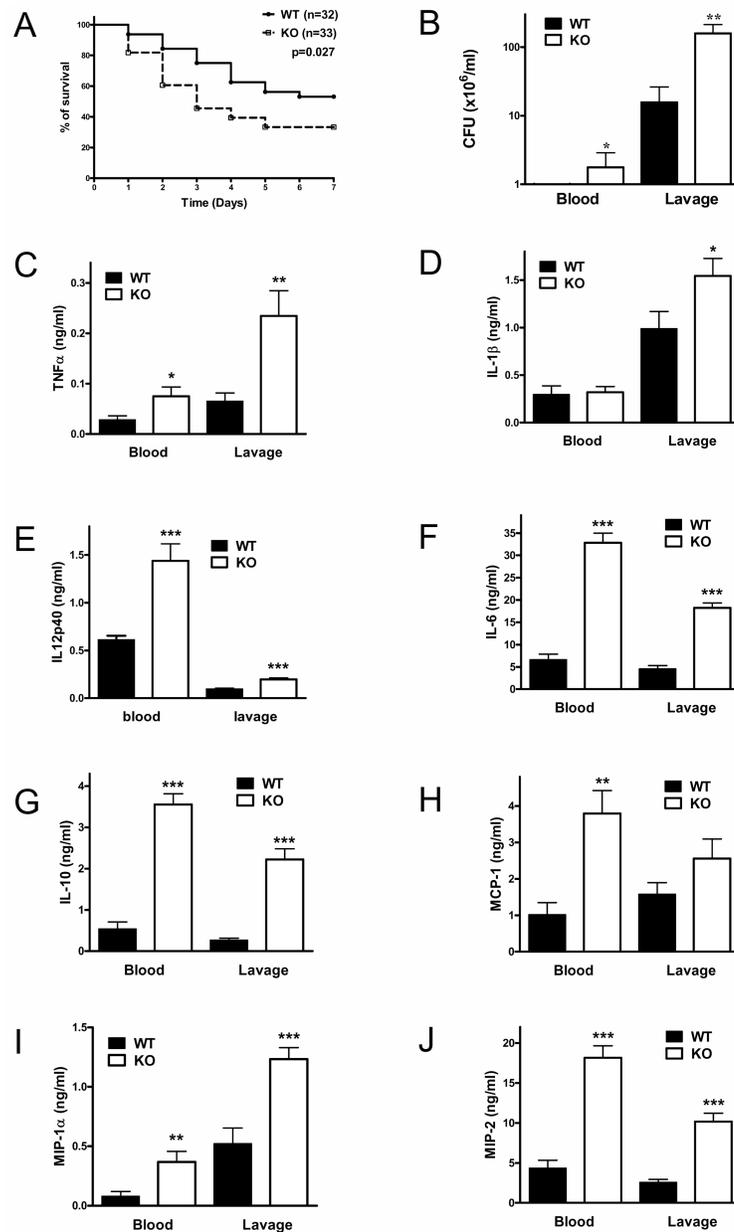 A
WT (n=32)
KO (n=33)
p=0.027
% of survival
100
80
60
40
20
0
0 1 2 3 4 5 6 7
Time (Days)
B
WT
KO
CFU (x10⁶/ml)
100
10
1
*
**
Blood Lavage
C
WT
KO
TNFα (ng/ml)
0.3
0.2
0.1
0.0
*
**
Blood Lavage
D
WT
KO
IL-1β (ng/ml)
1.5
1.0
0.5
0.0
*
Blood Lavage
E
WT
KO
IL12p40 (ng/ml)
1.5
1.0
0.5
0.0
***
***
blood lavage
F
WT
KO
IL-6 (ng/ml)
35
30
25
20
15
10
5
0
***
***
Blood Lavage
G
WT
KO
IL-10 (ng/ml)
4
3
2
1
0
***
***
Blood Lavage
H
WT
KO
MCP-1 (ng/ml)
4
3
2
1
0
**
Blood Lavage
I
WT
KO
MIP-1α (ng/ml)
1.5
1.0
0.5
0.0
**
***
Blood Lavage
J
WT
KO
MIP-2 (ng/ml)
20
15
10
5
0
***
***
Blood Lavage